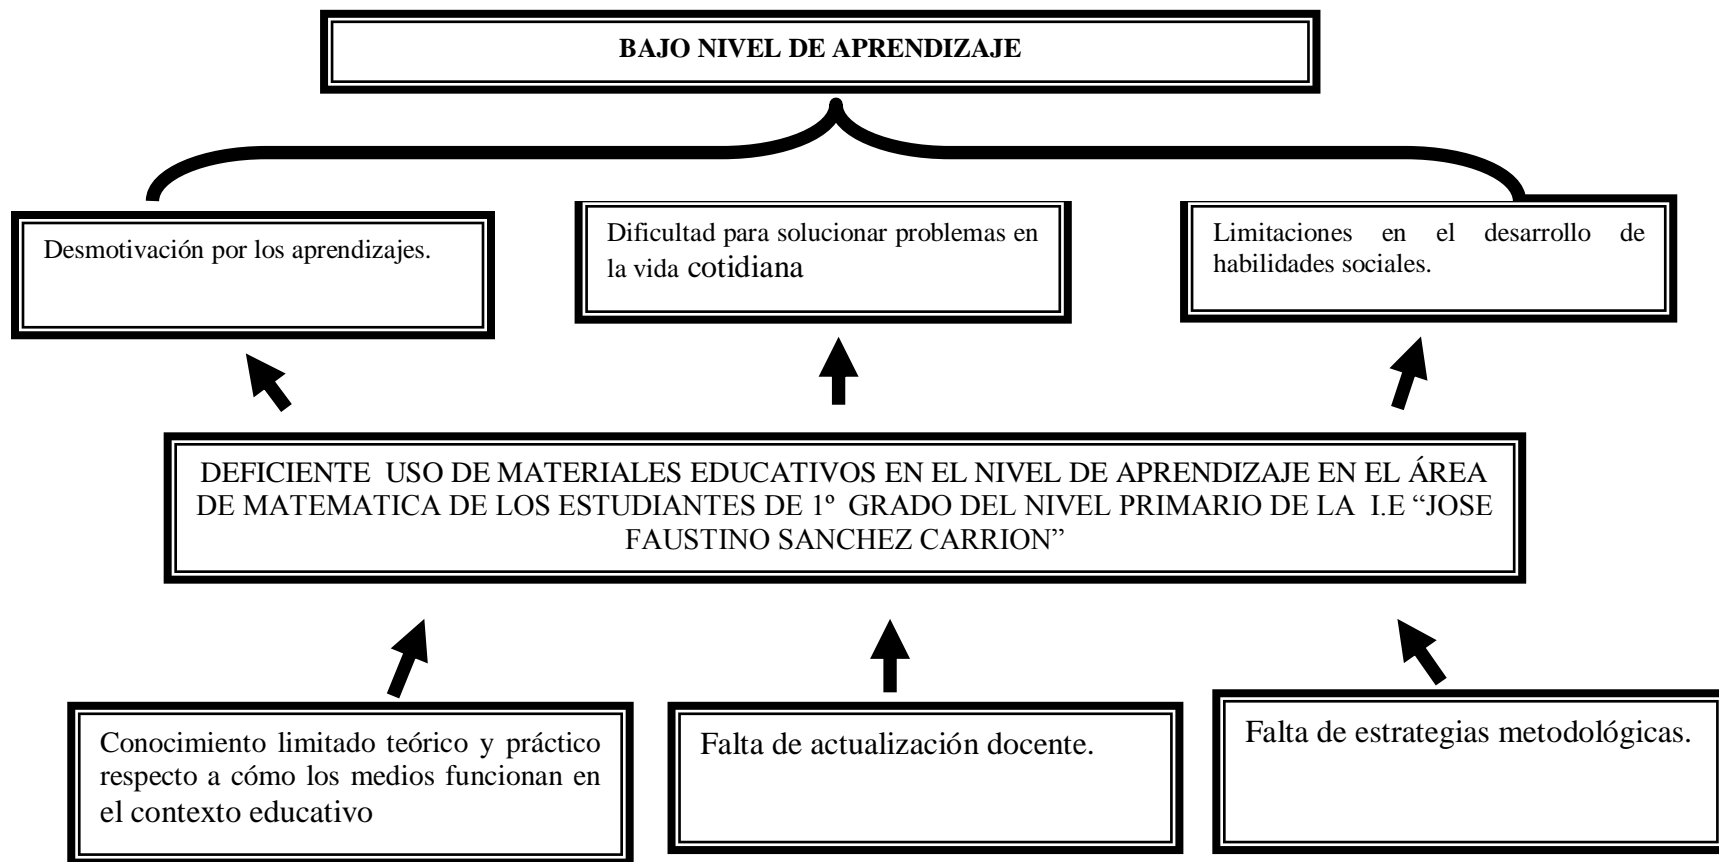 BAJO NIVEL DE APRENDIZAJE
Desmotivación por los aprendizajes.
Dificultad para solucionar problemas en
la vida cotidiana
Limitaciones en el desarrollo de
habilidades sociales.
DEFICIENTE USO DE MATERIALES EDUCATIVOS EN EL NIVEL DE APRENDIZAJE EN EL ÁREA
DE MATEMATICA DE LOS ESTUDIANTES DE 1º GRADO DEL NIVEL PRIMARIO DE LA I.E “JOSE
FAUSTINO SANCHEZ CARRION”
Conocimiento limitado teórico y práctico
respecto a cómo los medios funcionan en
el contexto educativo
Falta de actualización docente.
Falta de estrategias metodológicas.